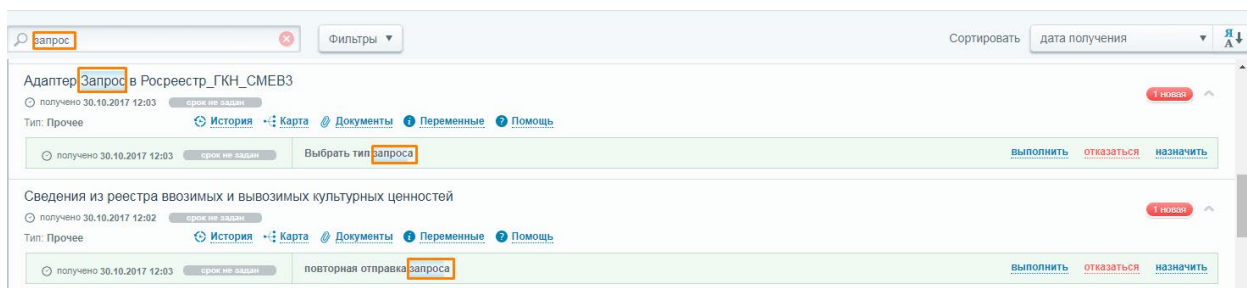 запрос Фильтры Сортировать дата получения
Адаптер Запрос в Росреестр_ГКН_СМЕВ3
получено 30.10.2017 12:03 срок не задан 1 новая
Тип: Прочее История Карта Документы Переменные Помощь
получено 30.10.2017 12:03 срок не задан Выбрать тип запроса выполнить отказаться назначить
Сведения из реестра ввозимых и вывозимых культурных ценностей
получено 30.10.2017 12:02 срок не задан 1 новая
Тип: Прочее История Карта Документы Переменные Помощь
получено 30.10.2017 12:03 срок не задан повторная отправка запроса выполнить отказаться назначить